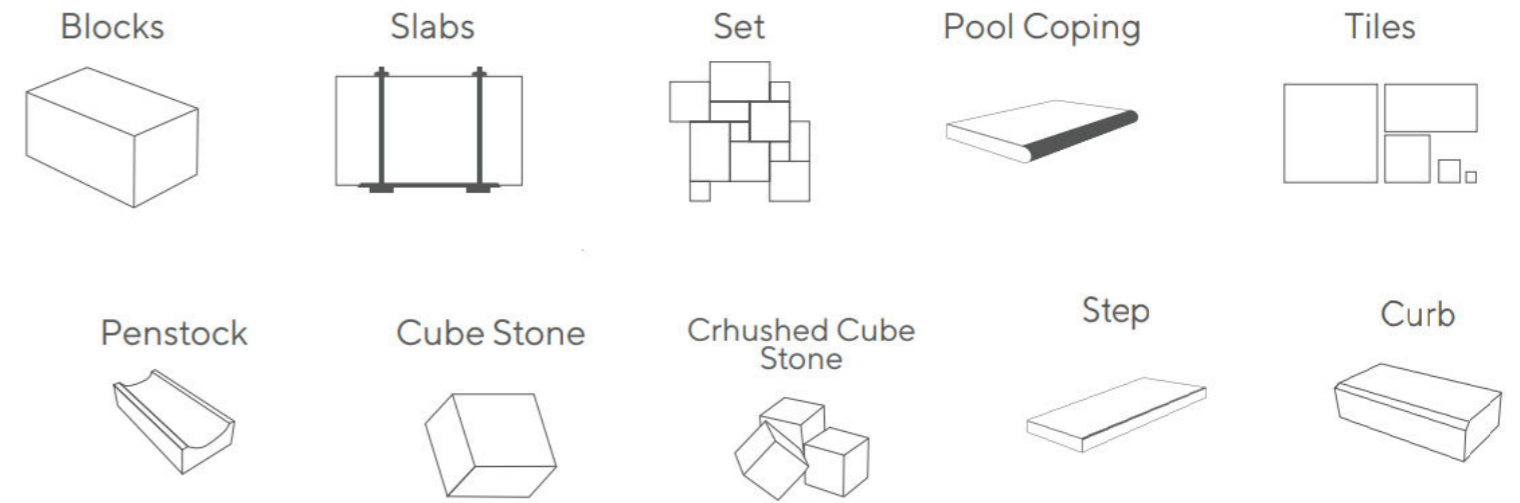 Blocks
Slabs
Set
Pool Coping
Tiles
Penstock
Cube Stone
Crhushed Cube
Stone
Step
Curb